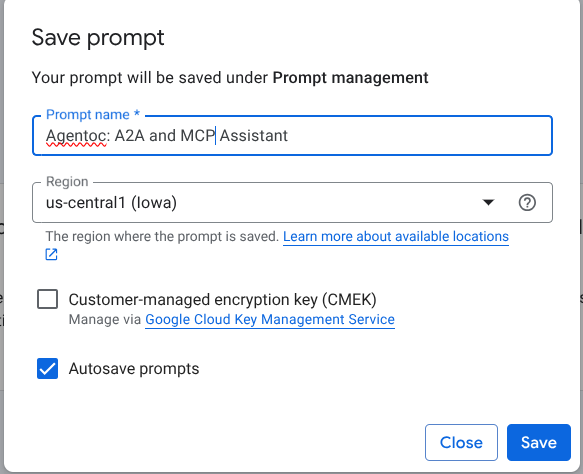 Save prompt
Your prompt will be saved under Prompt management
Prompt name *
Agentoc: A2A and MCP Assistant
Region
us-central1 (Iowa)
The region where the prompt is saved. Learn more about available locations
Customer-managed encryption key (CMEK)
Manage via Google Cloud Key Management Service
Autosave prompts
Close Save